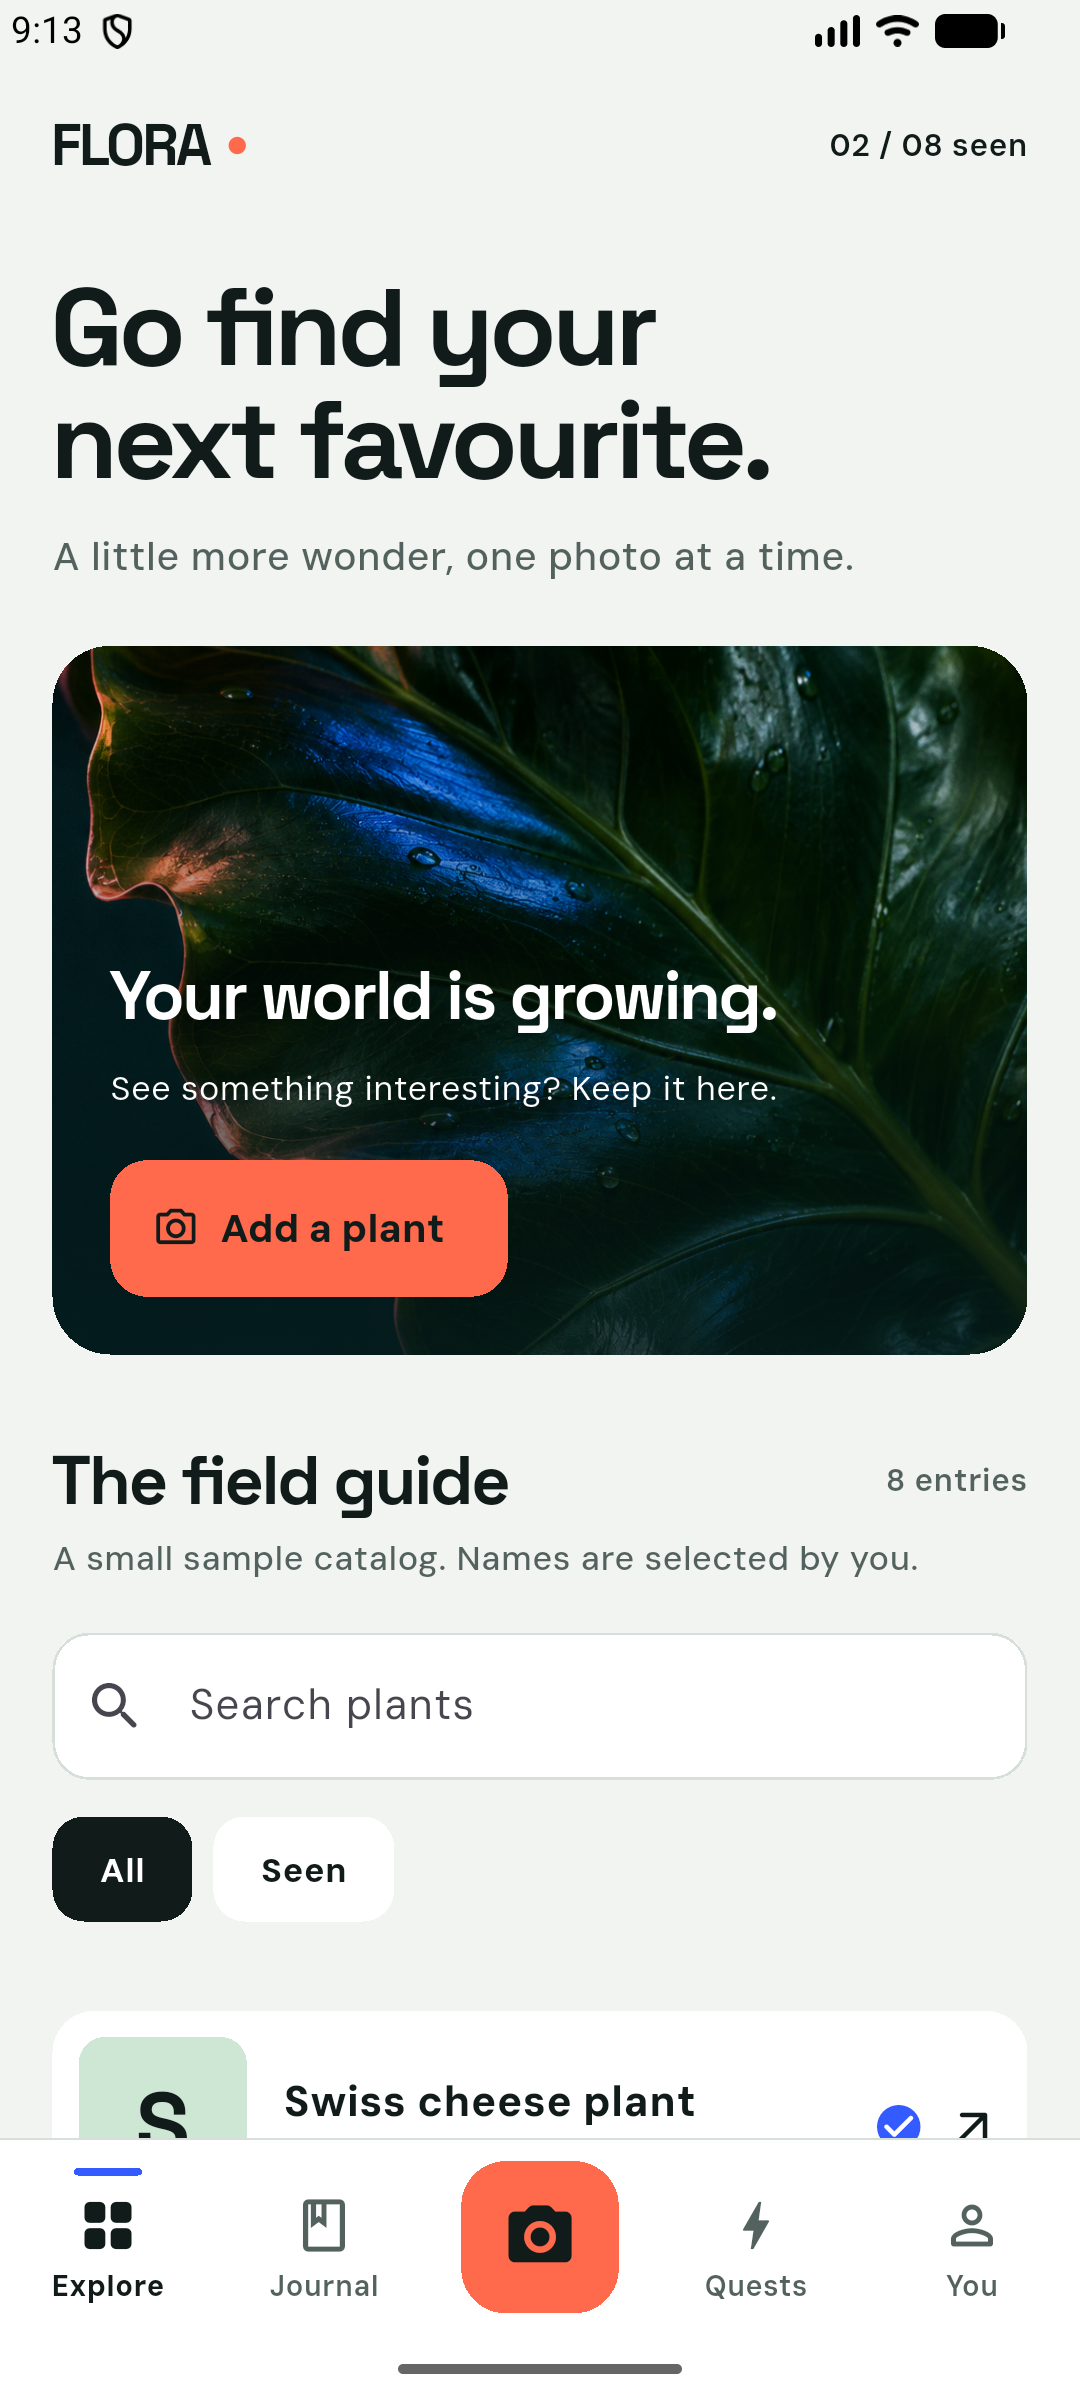 9:13
FLORA
02 / 08 seen
Go find your
next favourite.
A little more wonder, one photo at a time.
Your world is growing.
See something interesting? Keep it here.
Add a plant
The field guide
8 entries
A small sample catalog. Names are selected by you.
Search plants
All
Seen
S
Swiss cheese plant
Explore
Journal
Quests
You